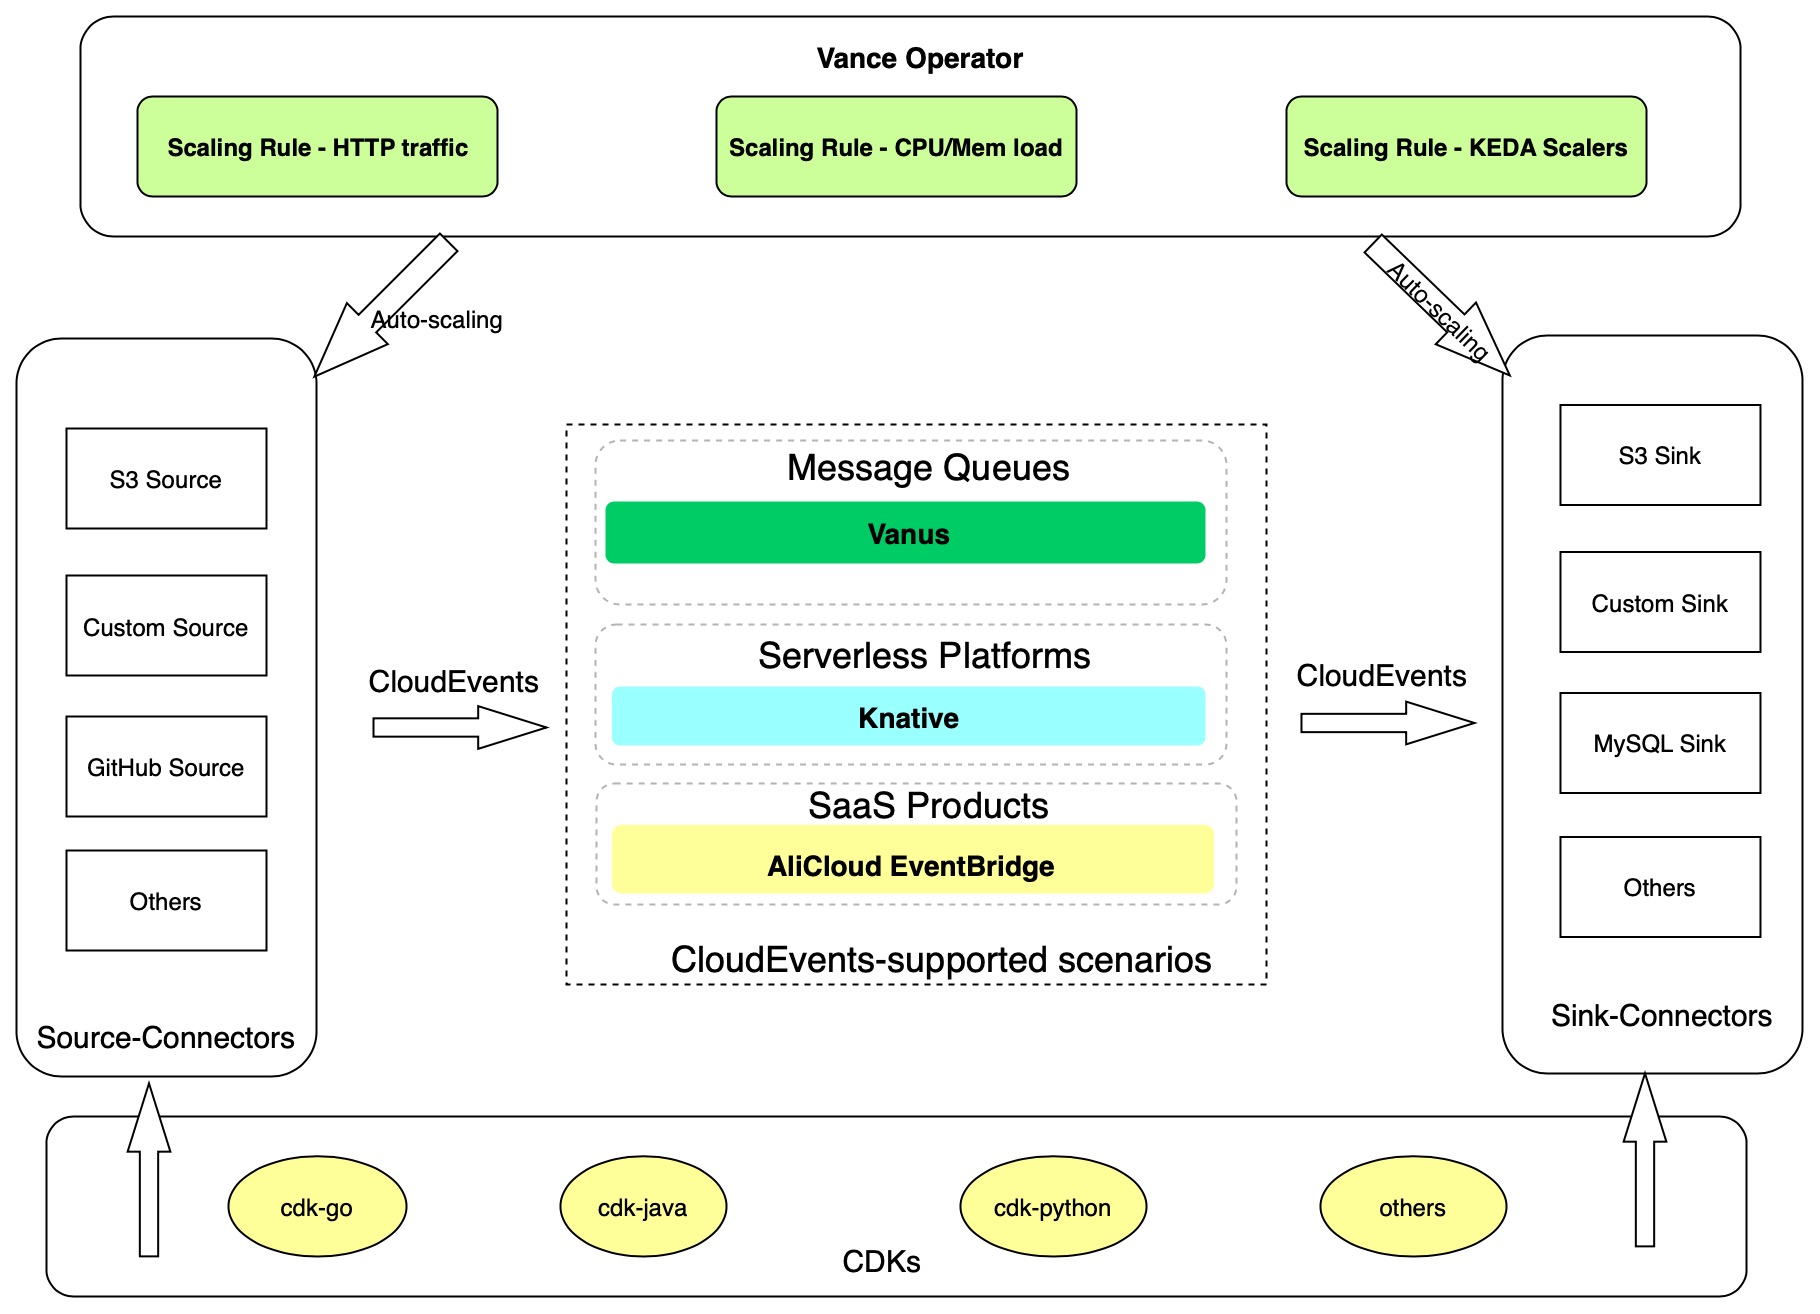 Vance Operator
Scaling Rule - HTTP traffic
Scaling Rule - CPU/Mem load
Scaling Rule - KEDA Scalers
Auto-scaling
Auto-scaling
S3 Source
Custom Source
GitHub Source
Others
Source-Connectors
CloudEvents
Message Queues
Vanus
Serverless Platforms
Knative
SaaS Products
AliCloud EventBridge
CloudEvents-supported scenarios
CloudEvents
S3 Sink
Custom Sink
MySQL Sink
Others
Sink-Connectors
cdk-go
cdk-java
cdk-python
others
CDKs